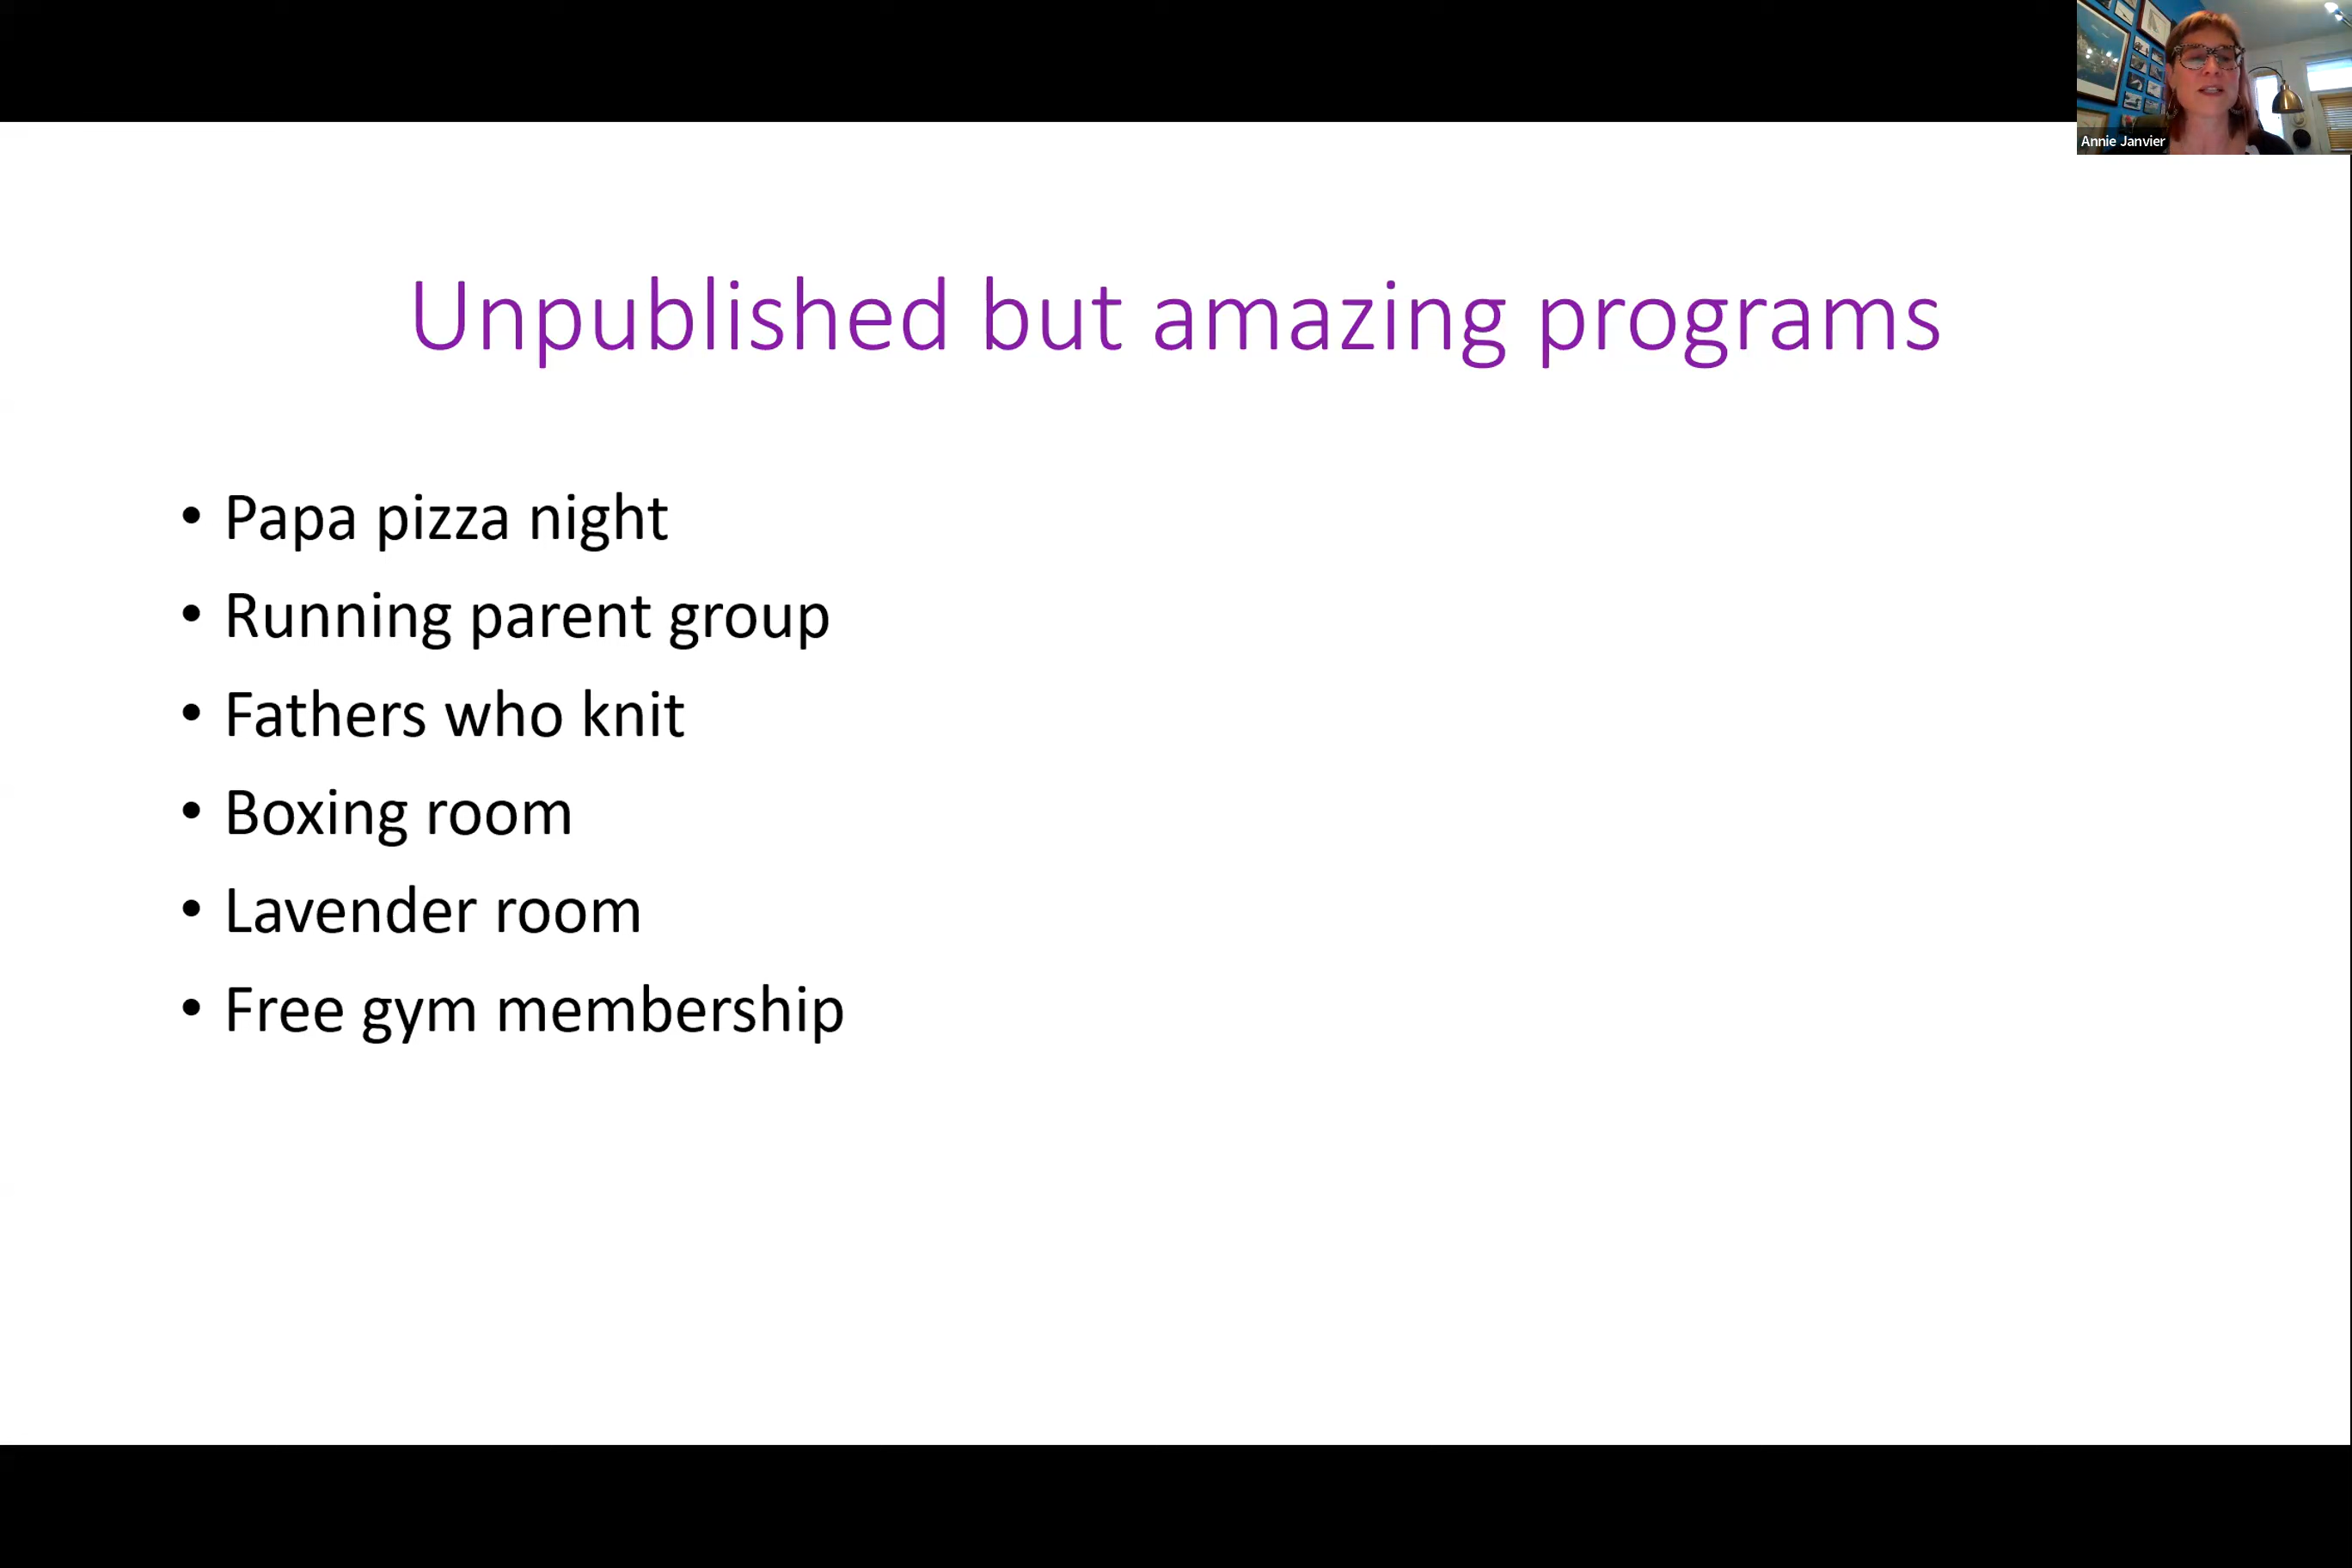 Annie Janvier
Unpublished but amazing programs
• Papa pizza night
• Running parent group
• Fathers who knit
• Boxing room
• Lavender room
• Free gym membership